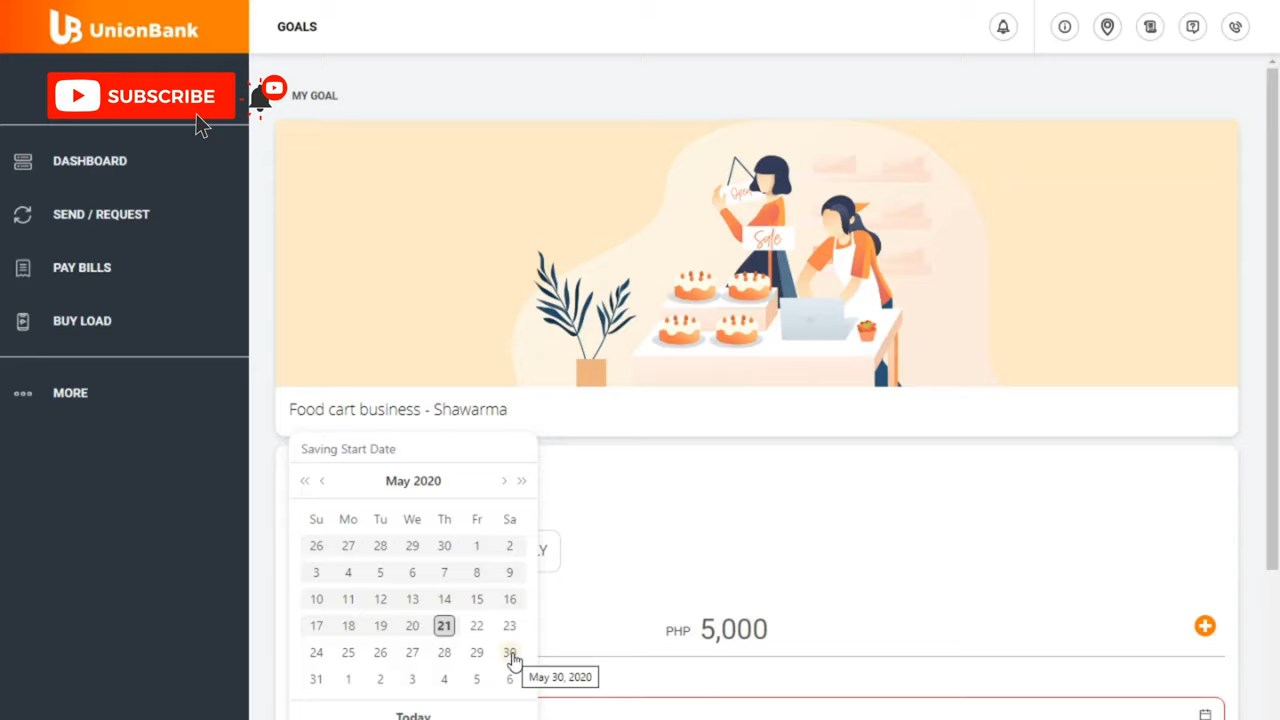 UB UnionBank
GOALS
SUBSCRIBE
MY GOAL
DASHBOARD
SEND / REQUEST
PAY BILLS
BUY LOAD
MORE
Open
Sale
Food cart business - Shawarma
Saving Start Date
« ‹ May 2020 › »
Su Mo Tu We Th Fr Sa
26 27 28 29 30 1 2
3 4 5 6 7 8 9
10 11 12 13 14 15 16
17 18 19 20 21 22 23
24 25 26 27 28 29 30
31 1 2 3 4 5 6
LY
PHP 5,000
May 30, 2020
Today